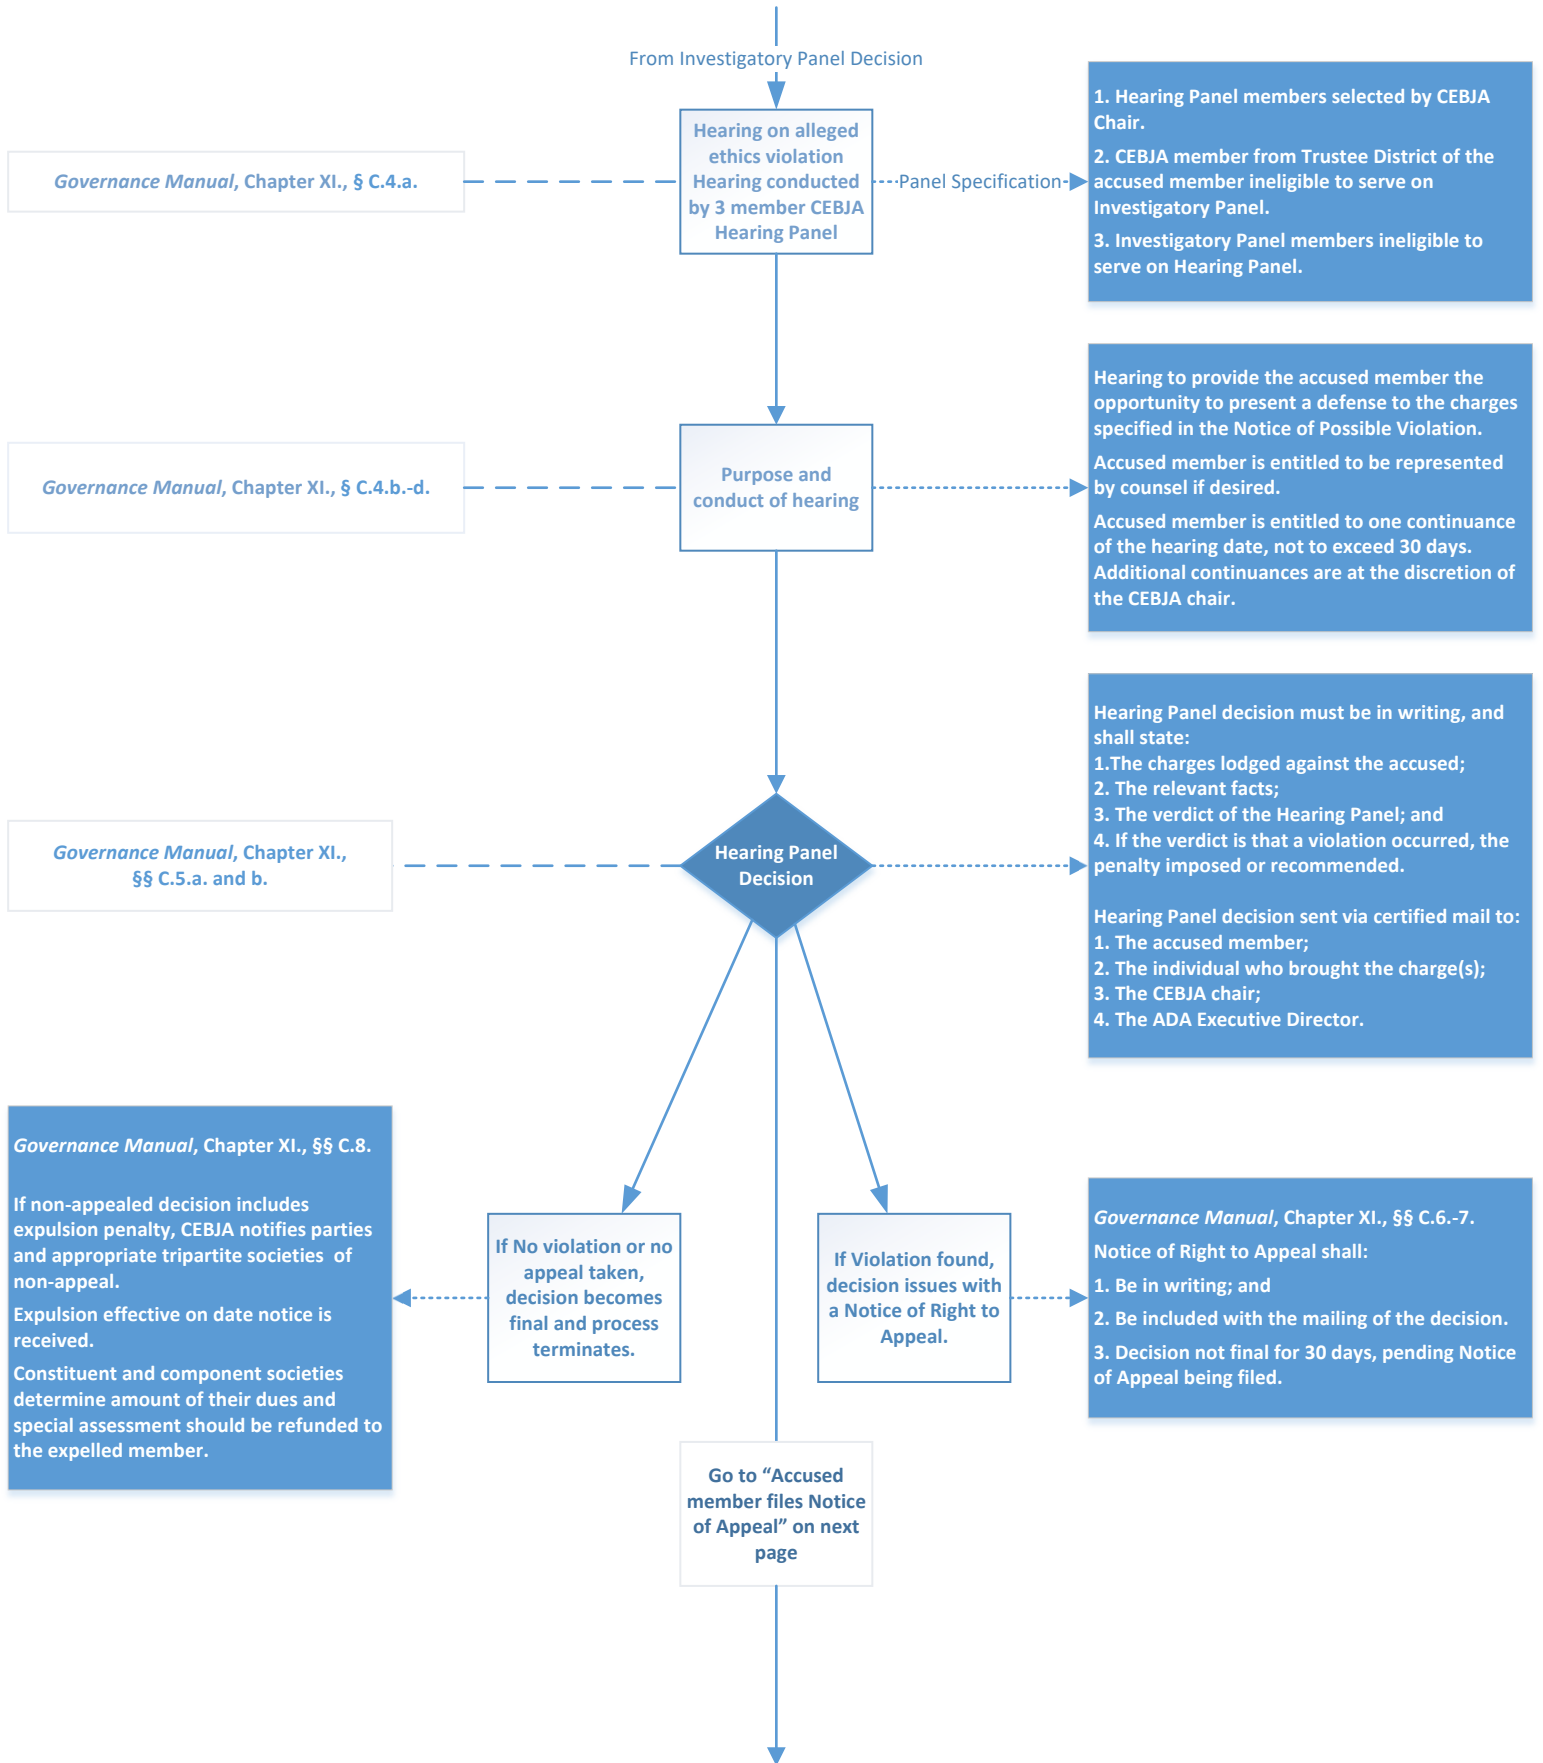 From Investigatory Panel Decision
Governance Manual, Chapter XI., § C.4.a.
Hearing on alleged
ethics violation
Hearing conducted
by 3 member CEBJA
Hearing Panel
Panel Specification
1. Hearing Panel members selected by CEBJA
Chair.
2. CEBJA member from Trustee District of the
accused member ineligible to serve on
Investigatory Panel.
3. Investigatory Panel members ineligible to
serve on Hearing Panel.
Governance Manual, Chapter XI., § C.4.b.-d.
Purpose and
conduct of hearing
Hearing to provide the accused member the
opportunity to present a defense to the charges
specified in the Notice of Possible Violation.
Accused member is entitled to be represented
by counsel if desired.
Accused member is entitled to one continuance
of the hearing date, not to exceed 30 days.
Additional continuances are at the discretion of
the CEBJA chair.
Governance Manual, Chapter XI.,
§§ C.5.a. and b.
Hearing Panel
Decision
Hearing Panel decision must be in writing, and
shall state:
1.The charges lodged against the accused;
2. The relevant facts;
3. The verdict of the Hearing Panel; and
4. If the verdict is that a violation occurred, the
penalty imposed or recommended.
Hearing Panel decision sent via certified mail to:
1. The accused member;
2. The individual who brought the charge(s);
3. The CEBJA chair;
4. The ADA Executive Director.
Governance Manual, Chapter XI., §§ C.8.
If non-appealed decision includes
expulsion penalty, CEBJA notifies parties
and appropriate tripartite societies of
non-appeal.
Expulsion effective on date notice is
received.
Constituent and component societies
determine amount of their dues and
special assessment should be refunded to
the expelled member.
If No violation or no
appeal taken,
decision becomes
final and process
terminates.
If Violation found,
decision issues with
a Notice of Right to
Appeal.
Governance Manual, Chapter XI., §§ C.6.-7.
Notice of Right to Appeal shall:
1. Be in writing; and
2. Be included with the mailing of the decision.
3. Decision not final for 30 days, pending Notice
of Appeal being filed.
Go to “Accused
member files Notice
of Appeal” on next
page